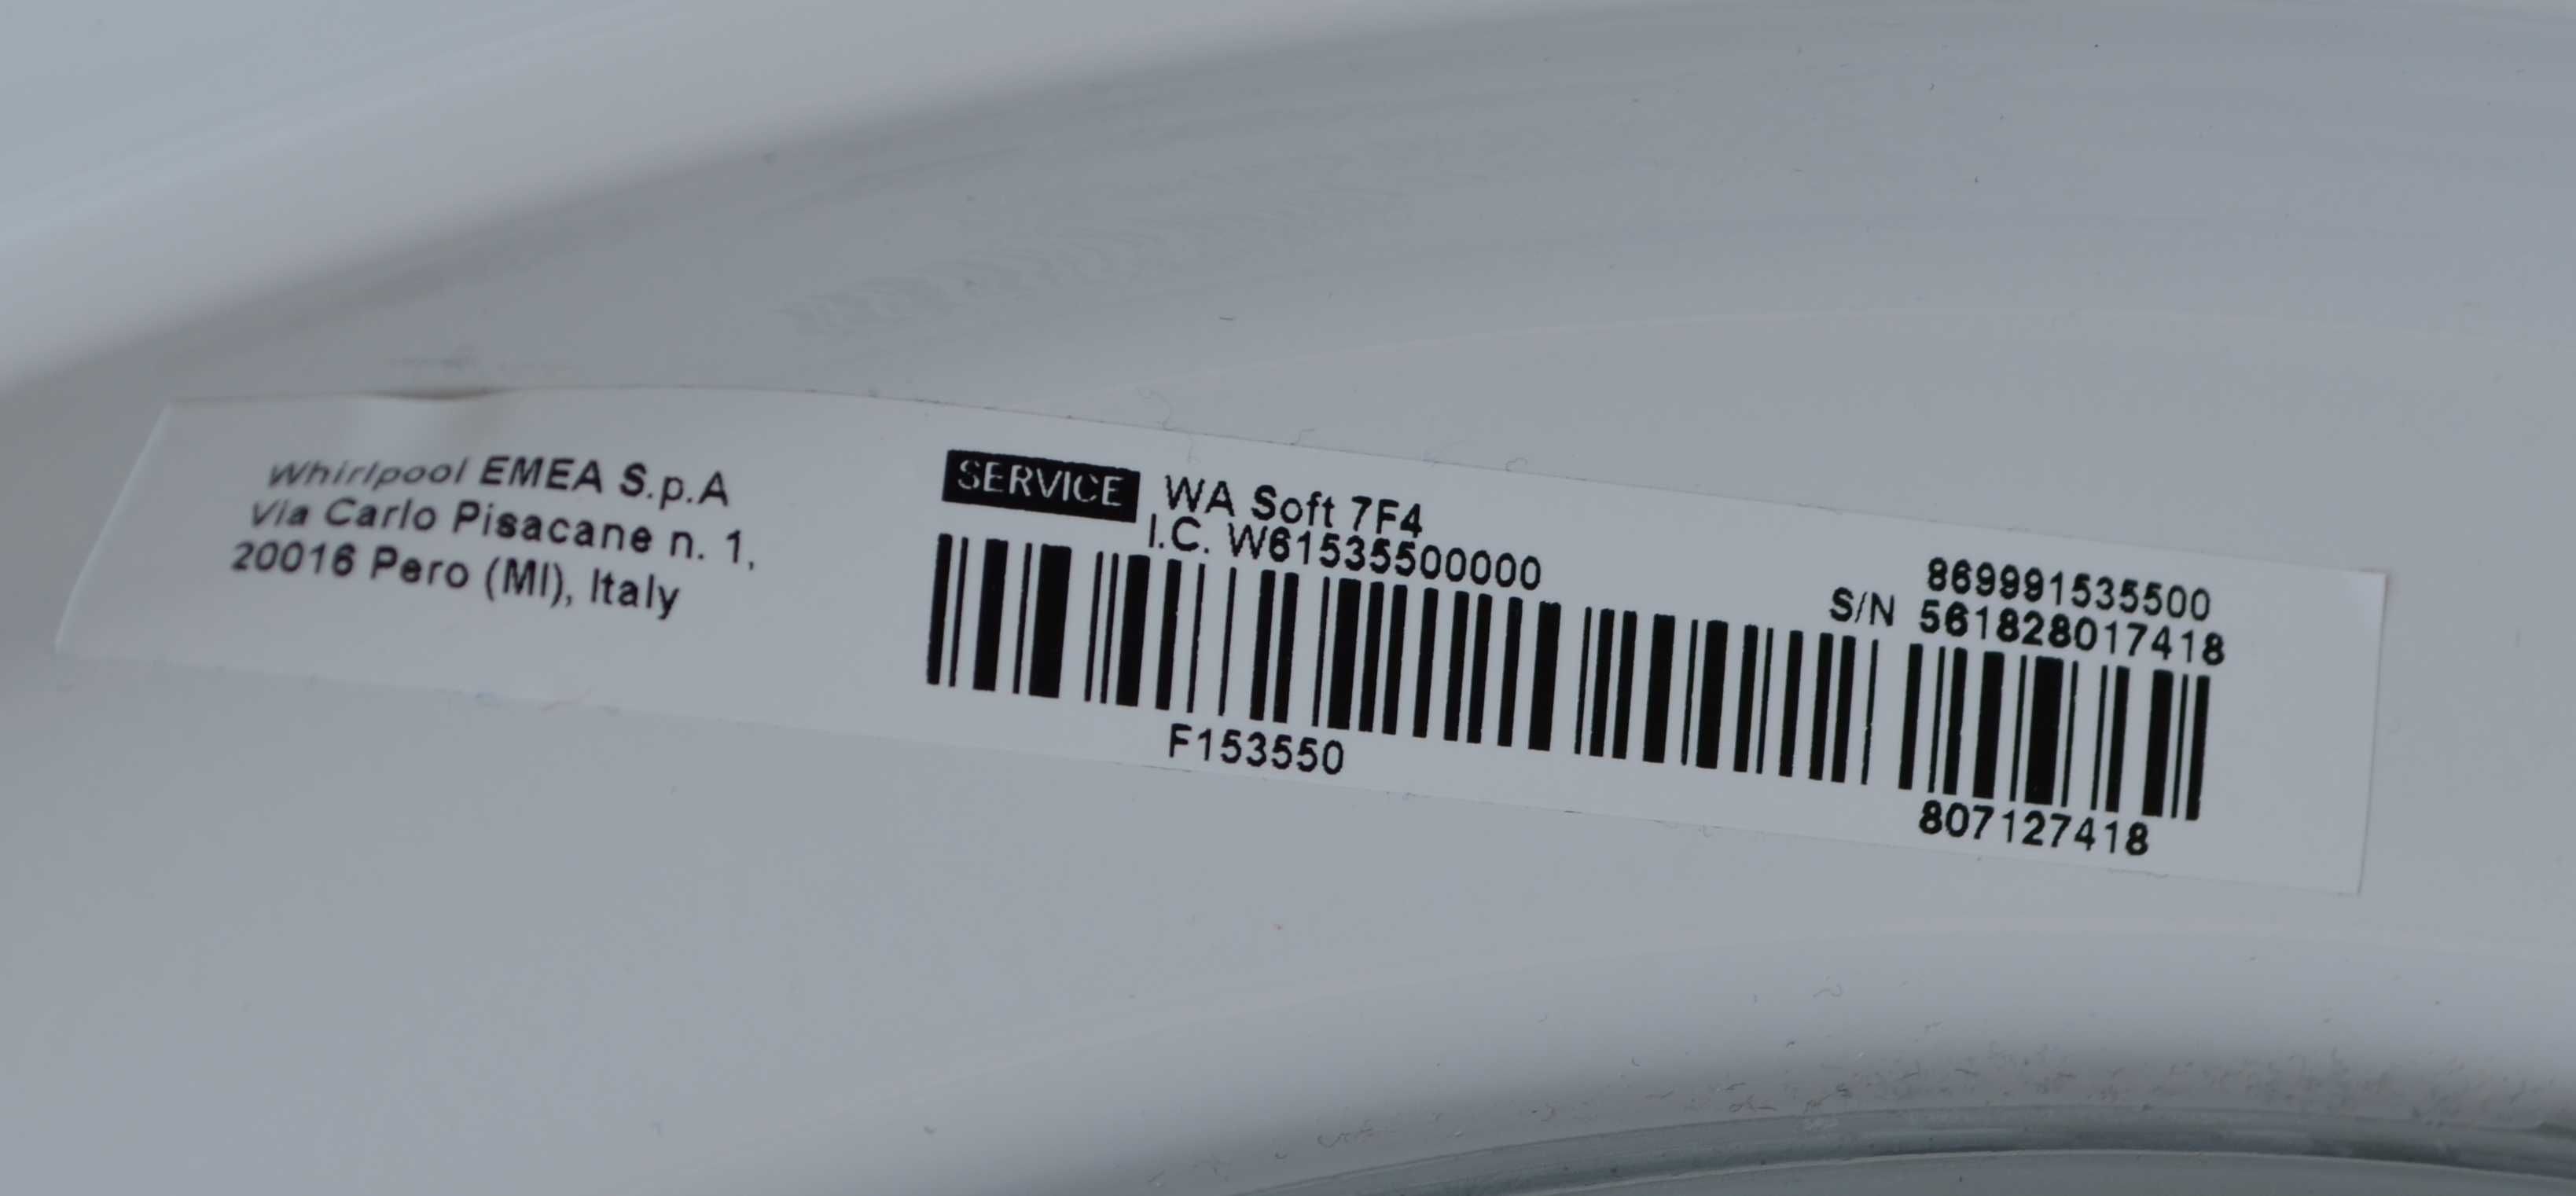 Whirlpool EMEA S.p.A
Via Carlo Pisacane n. 1,
20016 Pero (MI), Italy
SERVICE WA Soft 7F4
I.C. W61535500000
869991535500
S/N 561828017418
F153550
807127418